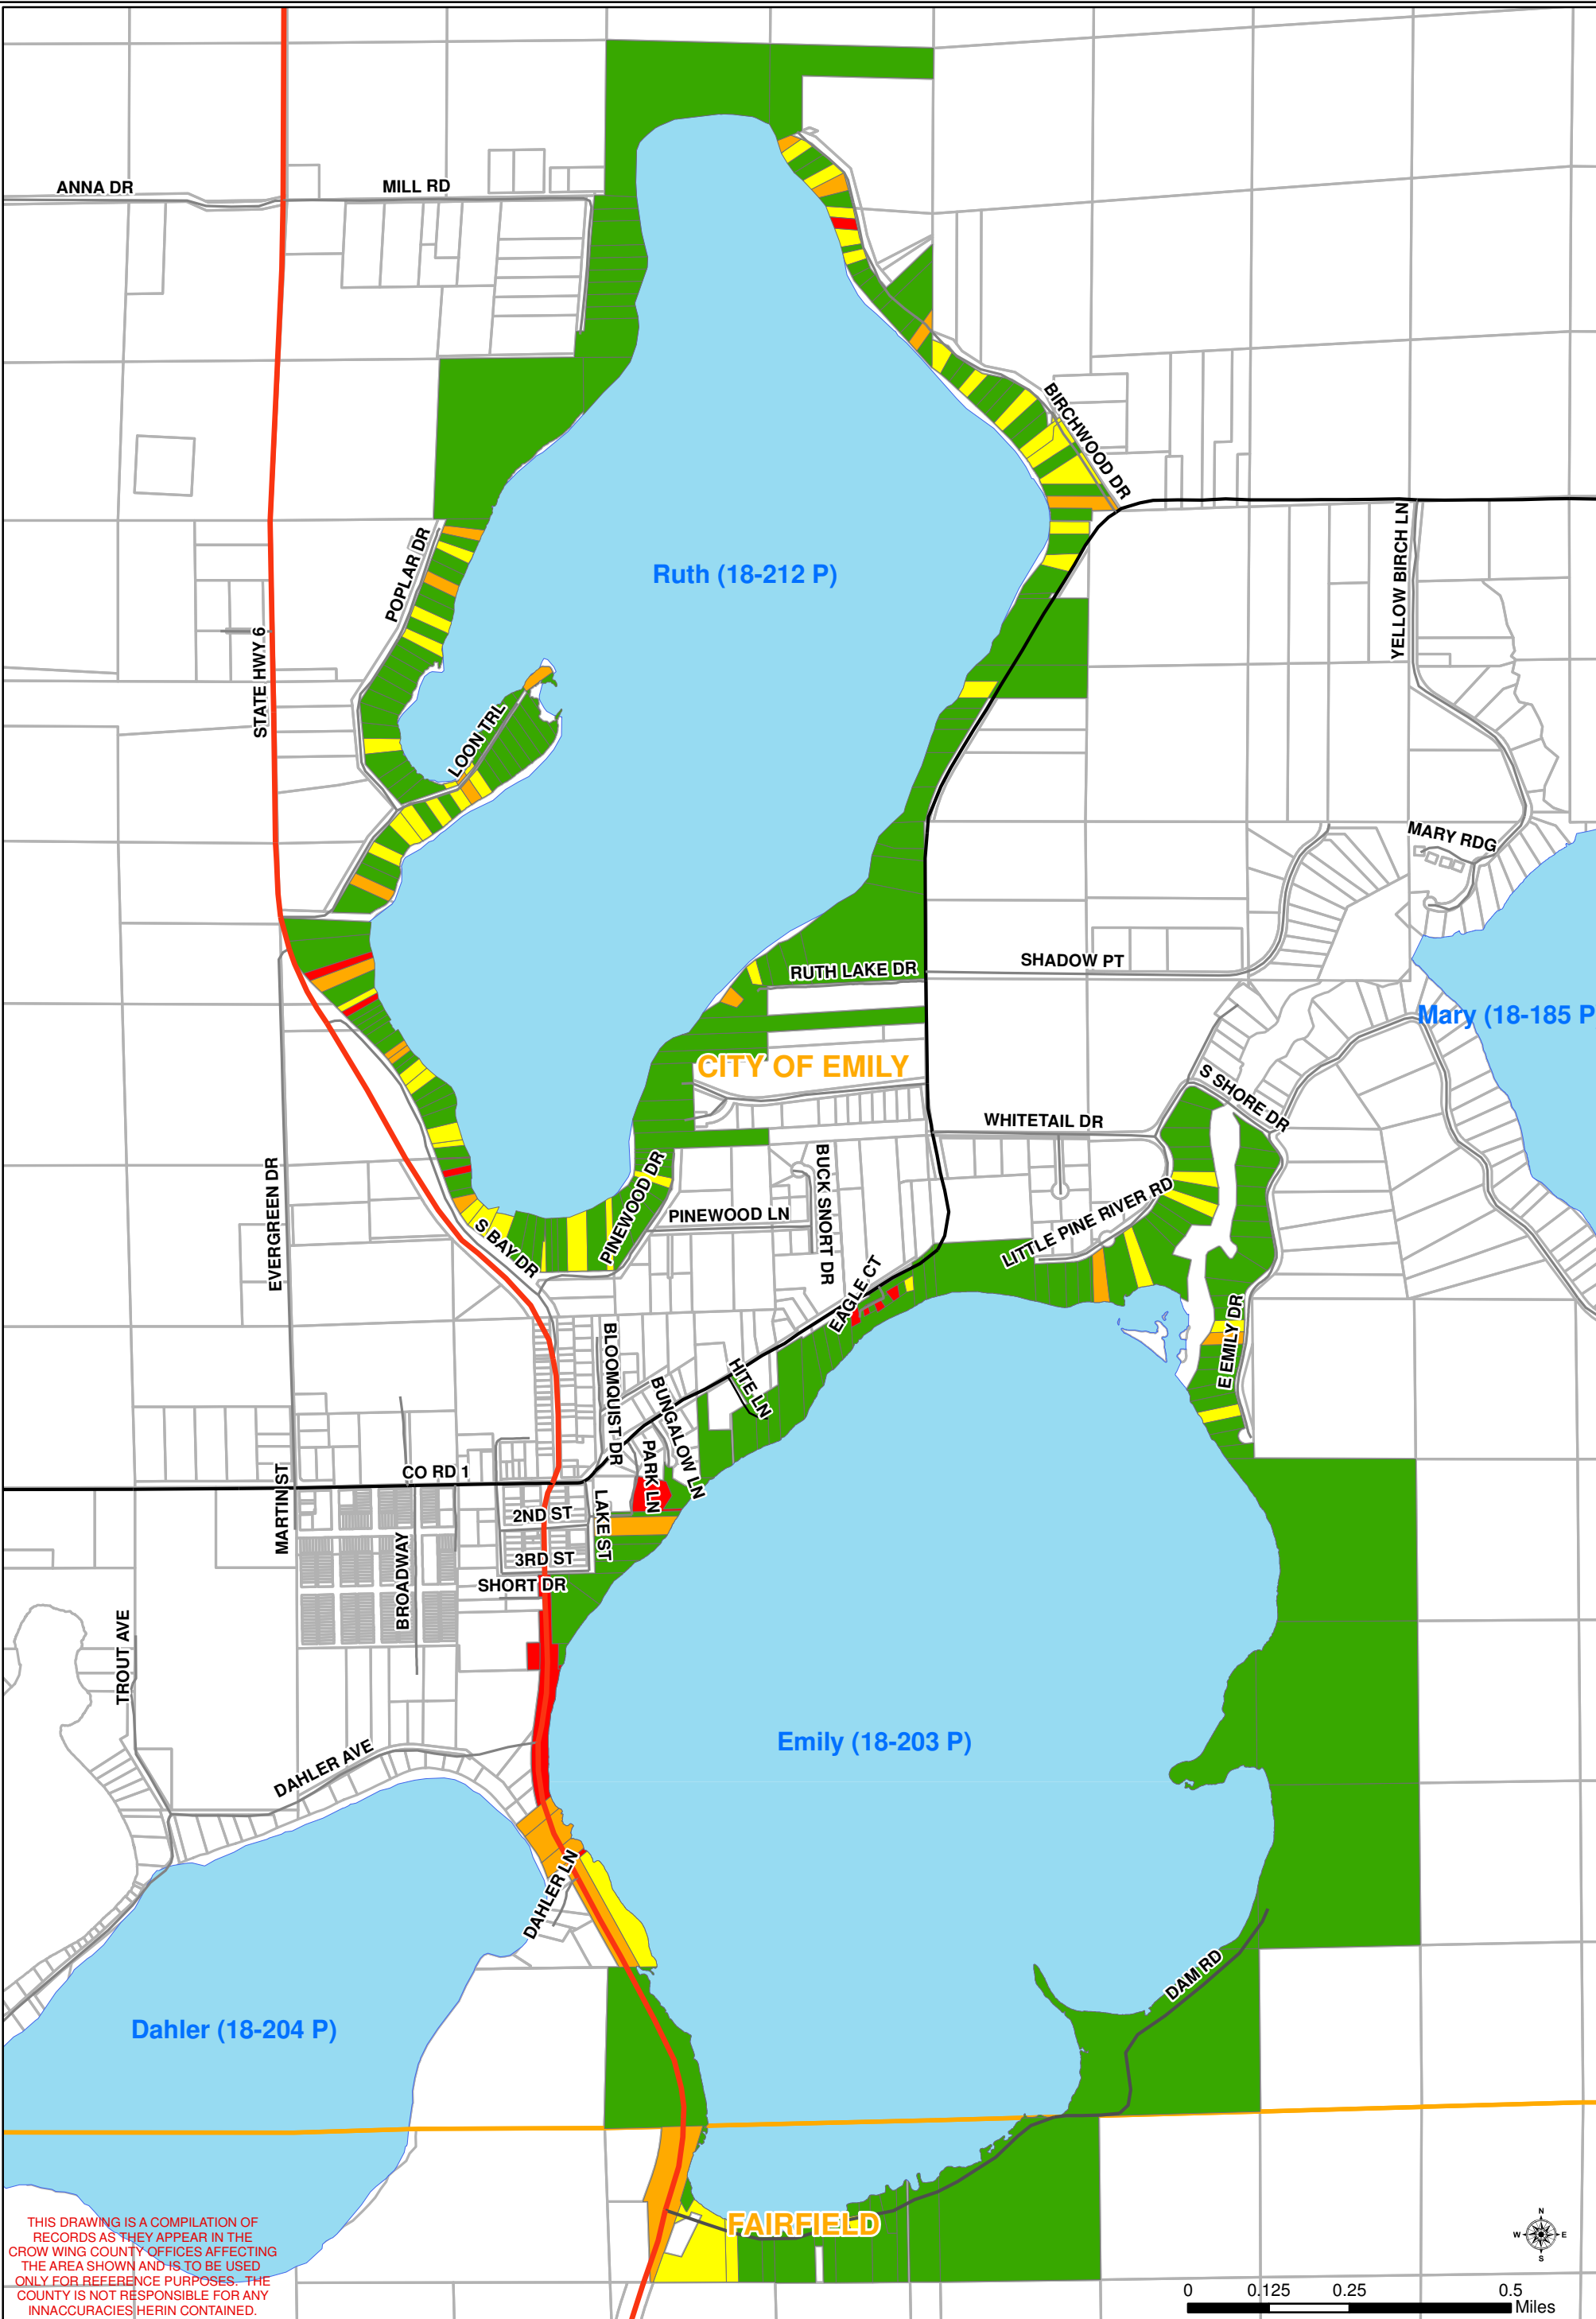 ANNA DR
MILL RD
BIRCHWOOD DR
YELLOW BIRCH LN
POPLAR DR
Ruth (18-212 P)
STATE HWY 6
LOON TRL
MARY RDG
RUTH LAKE DR
SHADOW PT
Mary (18-185 P
CITY OF EMILY
S SHORE DR
WHITETAIL DR
EVERGREEN DR
PINEWOOD DR
BUCK SNORT DR
LITTLE PINE RIVER RD
PINEWOOD LN
S BAY DR
EAGLE CT
E EMILY DR
BLOOMQUIST DR
HITE LN
BUNGALOW LN
PARK LN
CO RD 1
MARTIN ST
2ND ST
LAKE ST
BROADWAY
3RD ST
SHORT DR
TROUT AVE
Emily (18-203 P)
DAHLER AVE
DAHLER LN
DAM RD
Dahler (18-204 P)
FAIRFIELD
THIS DRAWING IS A COMPILATION OF
RECORDS AS THEY APPEAR IN THE
CROW WING COUNTY OFFICES AFFECTING
THE AREA SHOWN AND IS TO BE USED
ONLY FOR REFERENCE PURPOSES. THE
COUNTY IS NOT RESPONSIBLE FOR ANY
INNACCURACIES HERIN CONTAINED.
N
W E
S
0 0.125 0.25 0.5
Miles